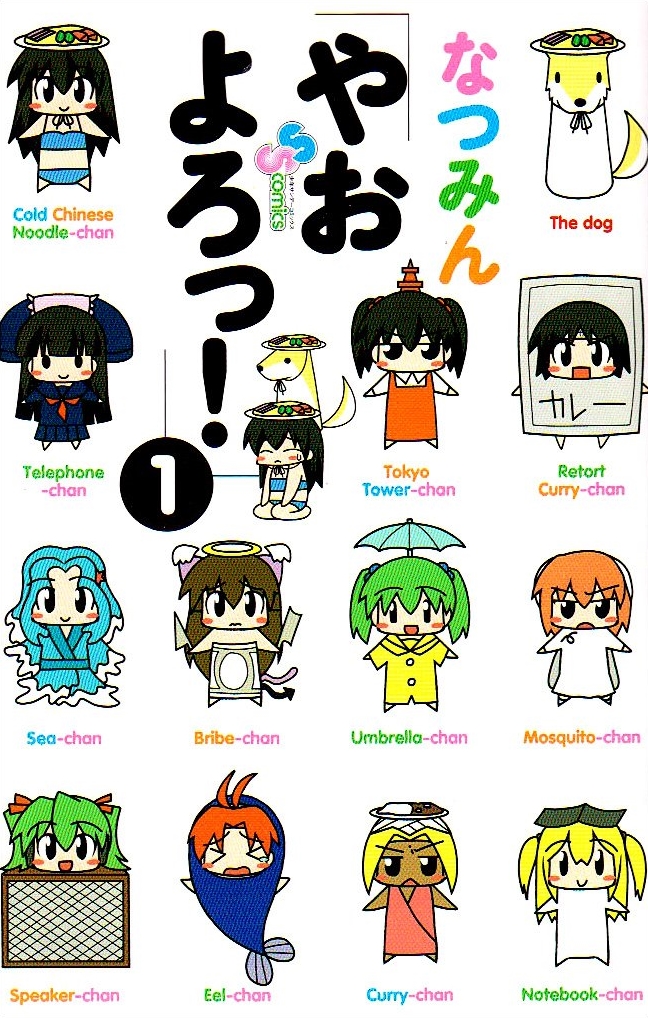 なつみん
やお
よろっ!
SS
comics
1
Cold Chinese
Noodle-chan
The dog
Telephone
-chan
Tokyo
Tower-chan
カレー
Retort
Curry-chan
Sea-chan
Bribe-chan
Umbrella-chan
Mosquito-chan
Speaker-chan
Eel-chan
Curry-chan
Notebook-chan